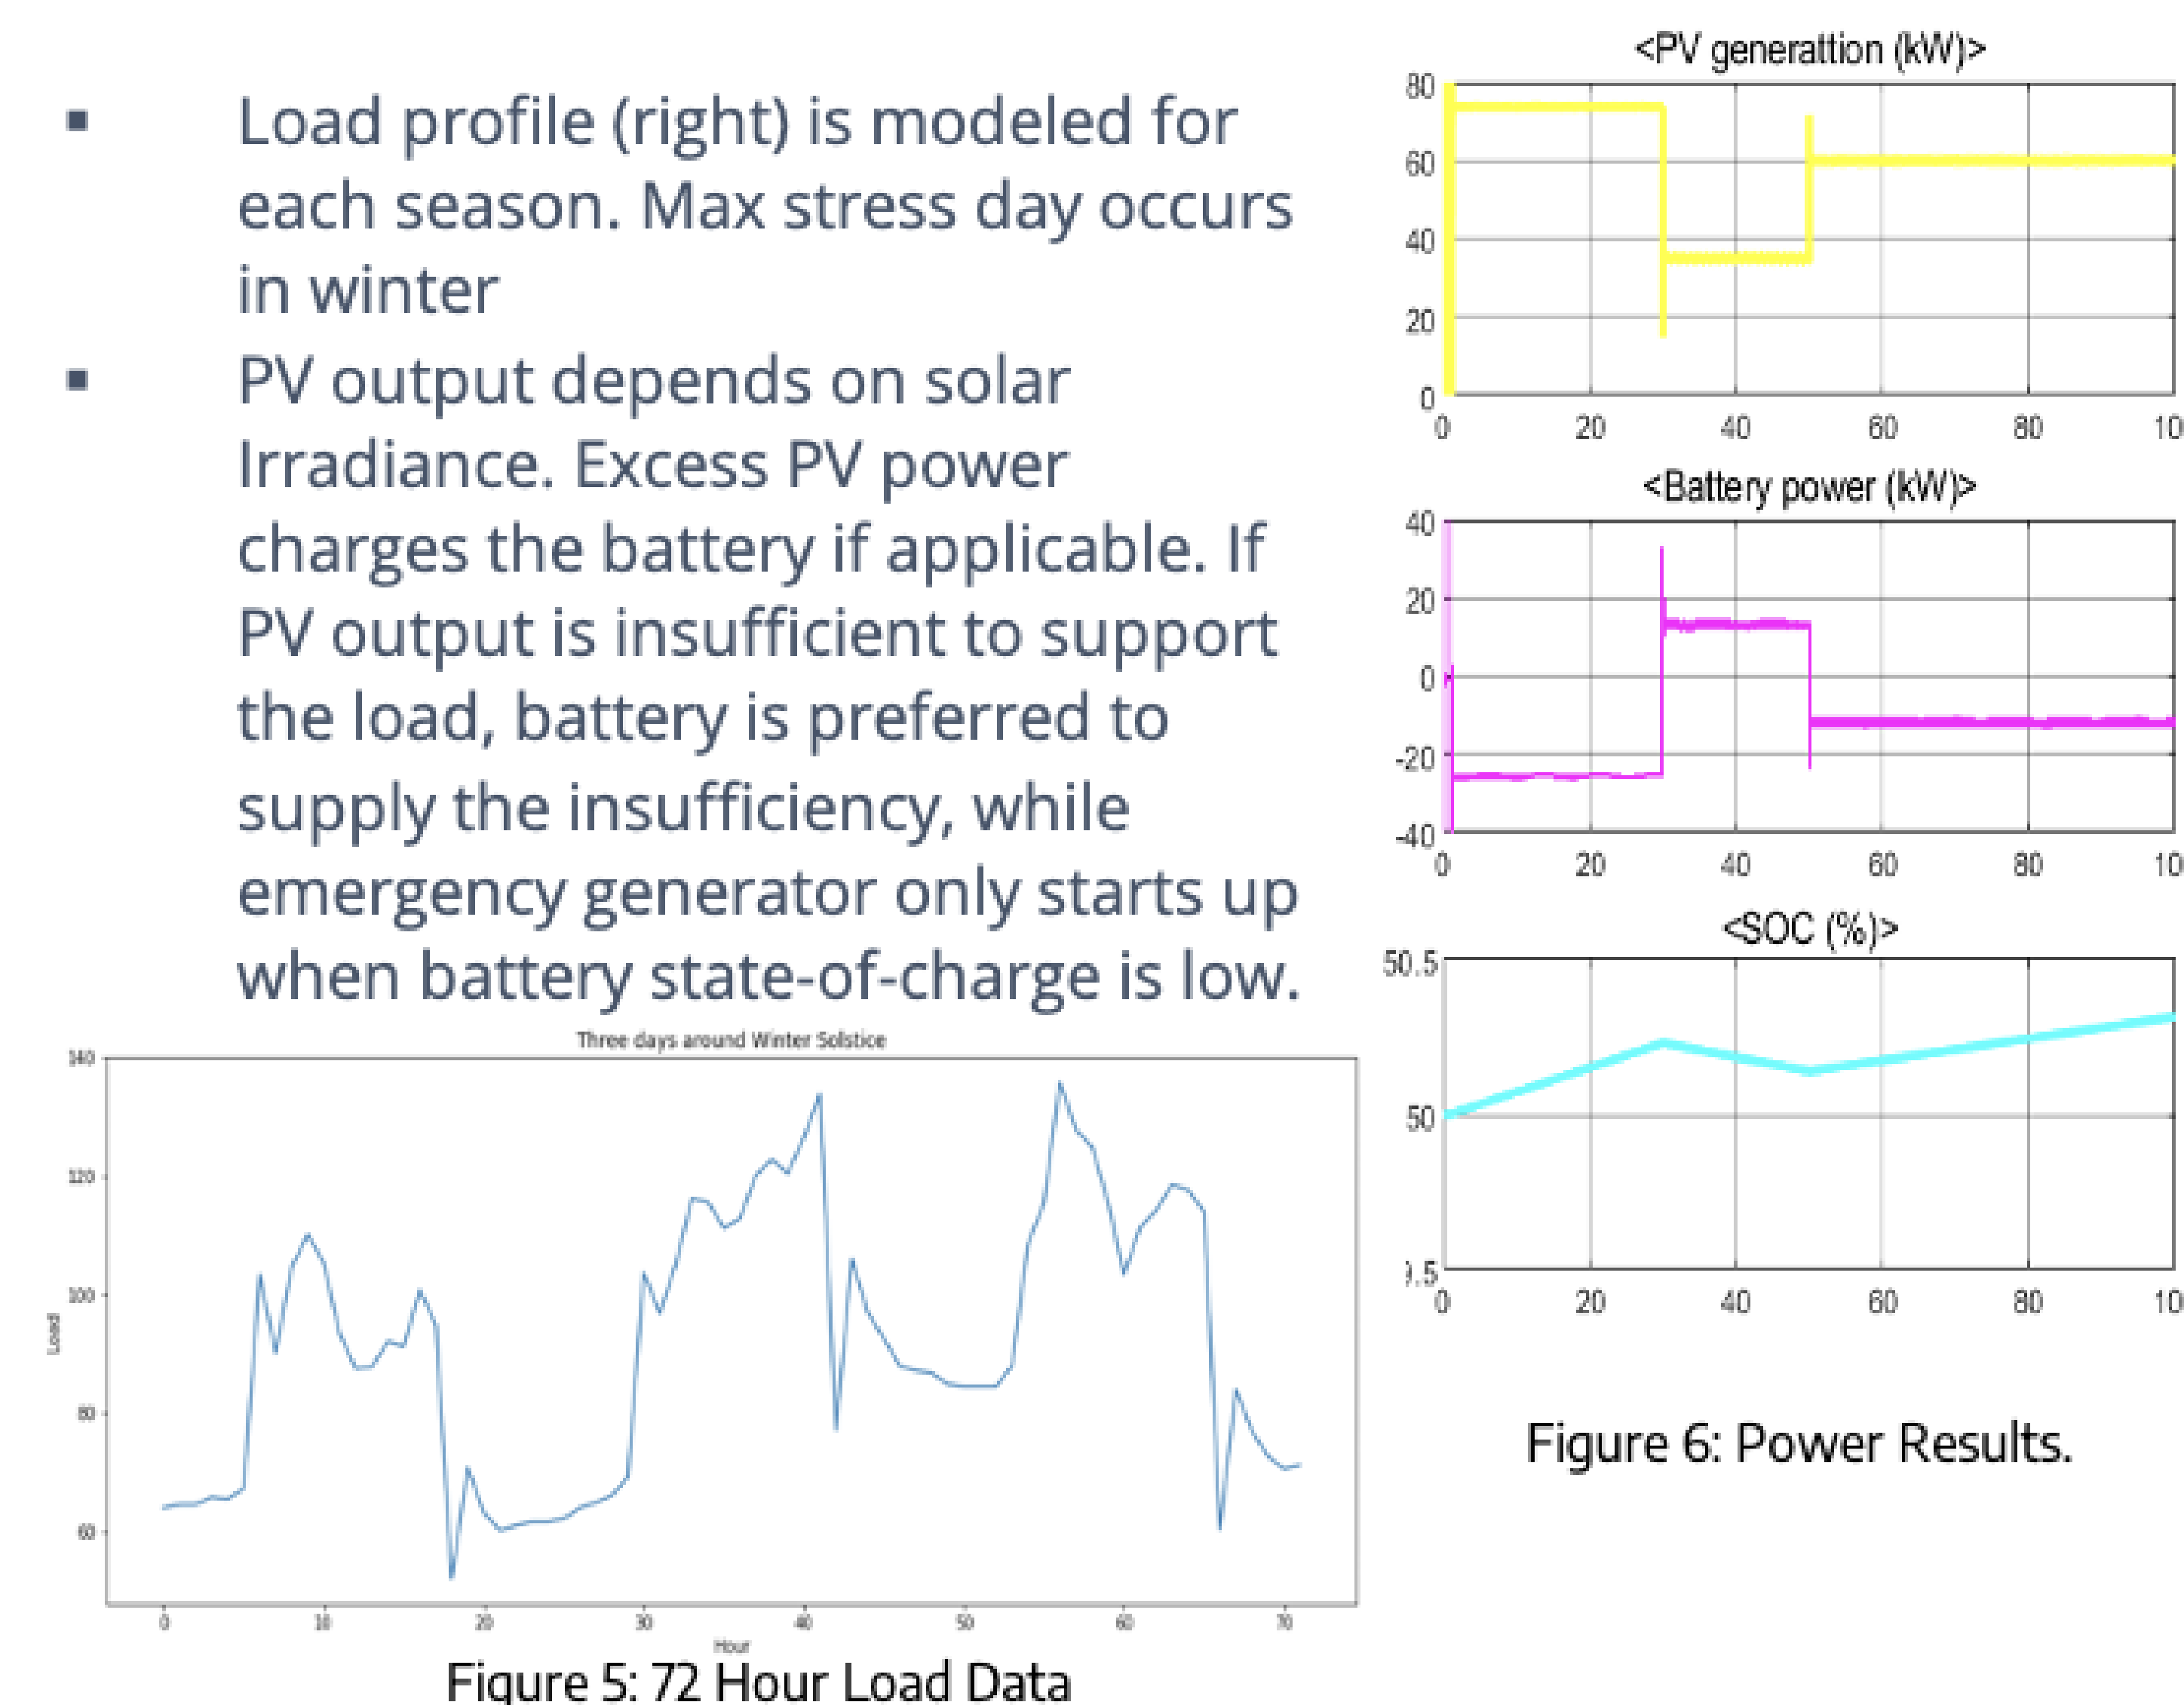 ▪ Load profile (right) is modeled for
each season. Max stress day occurs
in winter
▪ PV output depends on solar
Irradiance. Excess PV power
charges the battery if applicable. If
PV output is insufficient to support
the load, battery is preferred to
supply the insufficiency, while
emergency generator only starts up
when battery state-of-charge is low.
Three days around Winter Solstice
140
120
100
80
60
Load
0 10 20 30 40 50 60 70
Hour
Figure 5: 72 Hour Load Data
<PV generattion (kW)>
80
60
40
20
0
0 20 40 60 80 10
<Battery power (kW)>
40
20
0
-20
-40
0 20 40 60 80 10
<SOC (%)>
50.5
50
9.5
0 20 40 60 80 10
Figure 6: Power Results.